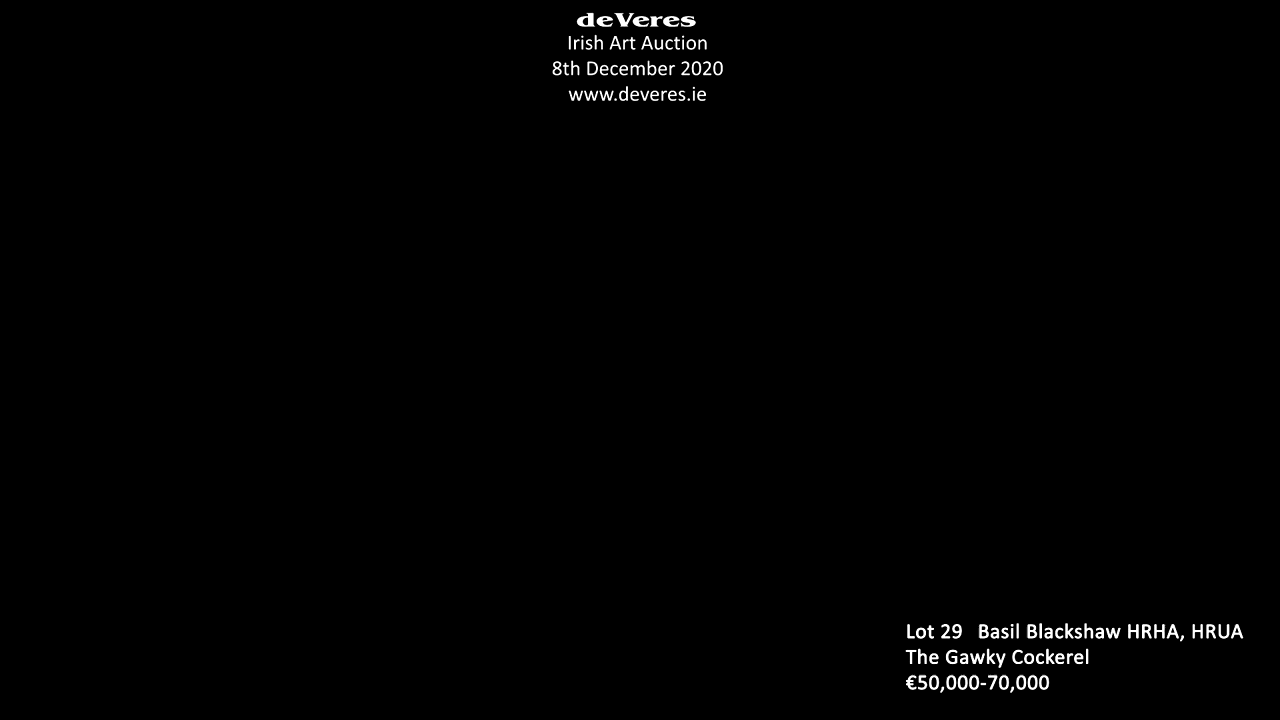 deVeres
Irish Art Auction
8th December 2020
www.deveres.ie
Lot 29 Basil Blackshaw HRHA, HRUA
The Gawky Cockerel
€50,000-70,000